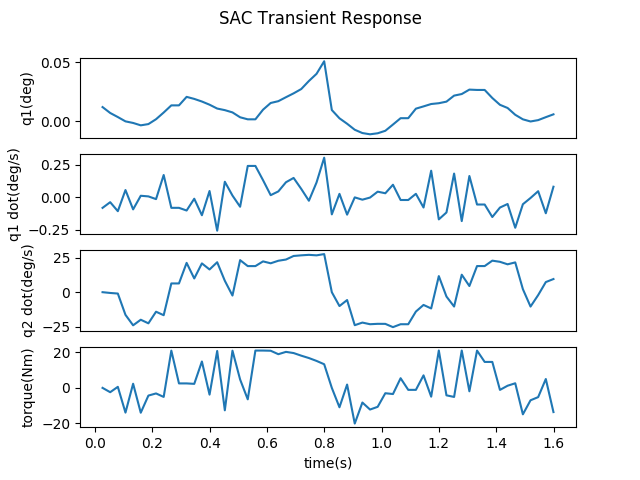 SAC Transient Response
0.05
0.00
q1(deg)
0.25
0.00
−0.25
q1 dot(deg/s)
25
0
−25
q2 dot(deg/s)
20
0
−20
torque(Nm)
0.0 0.2 0.4 0.6 0.8 1.0 1.2 1.4 1.6
time(s)